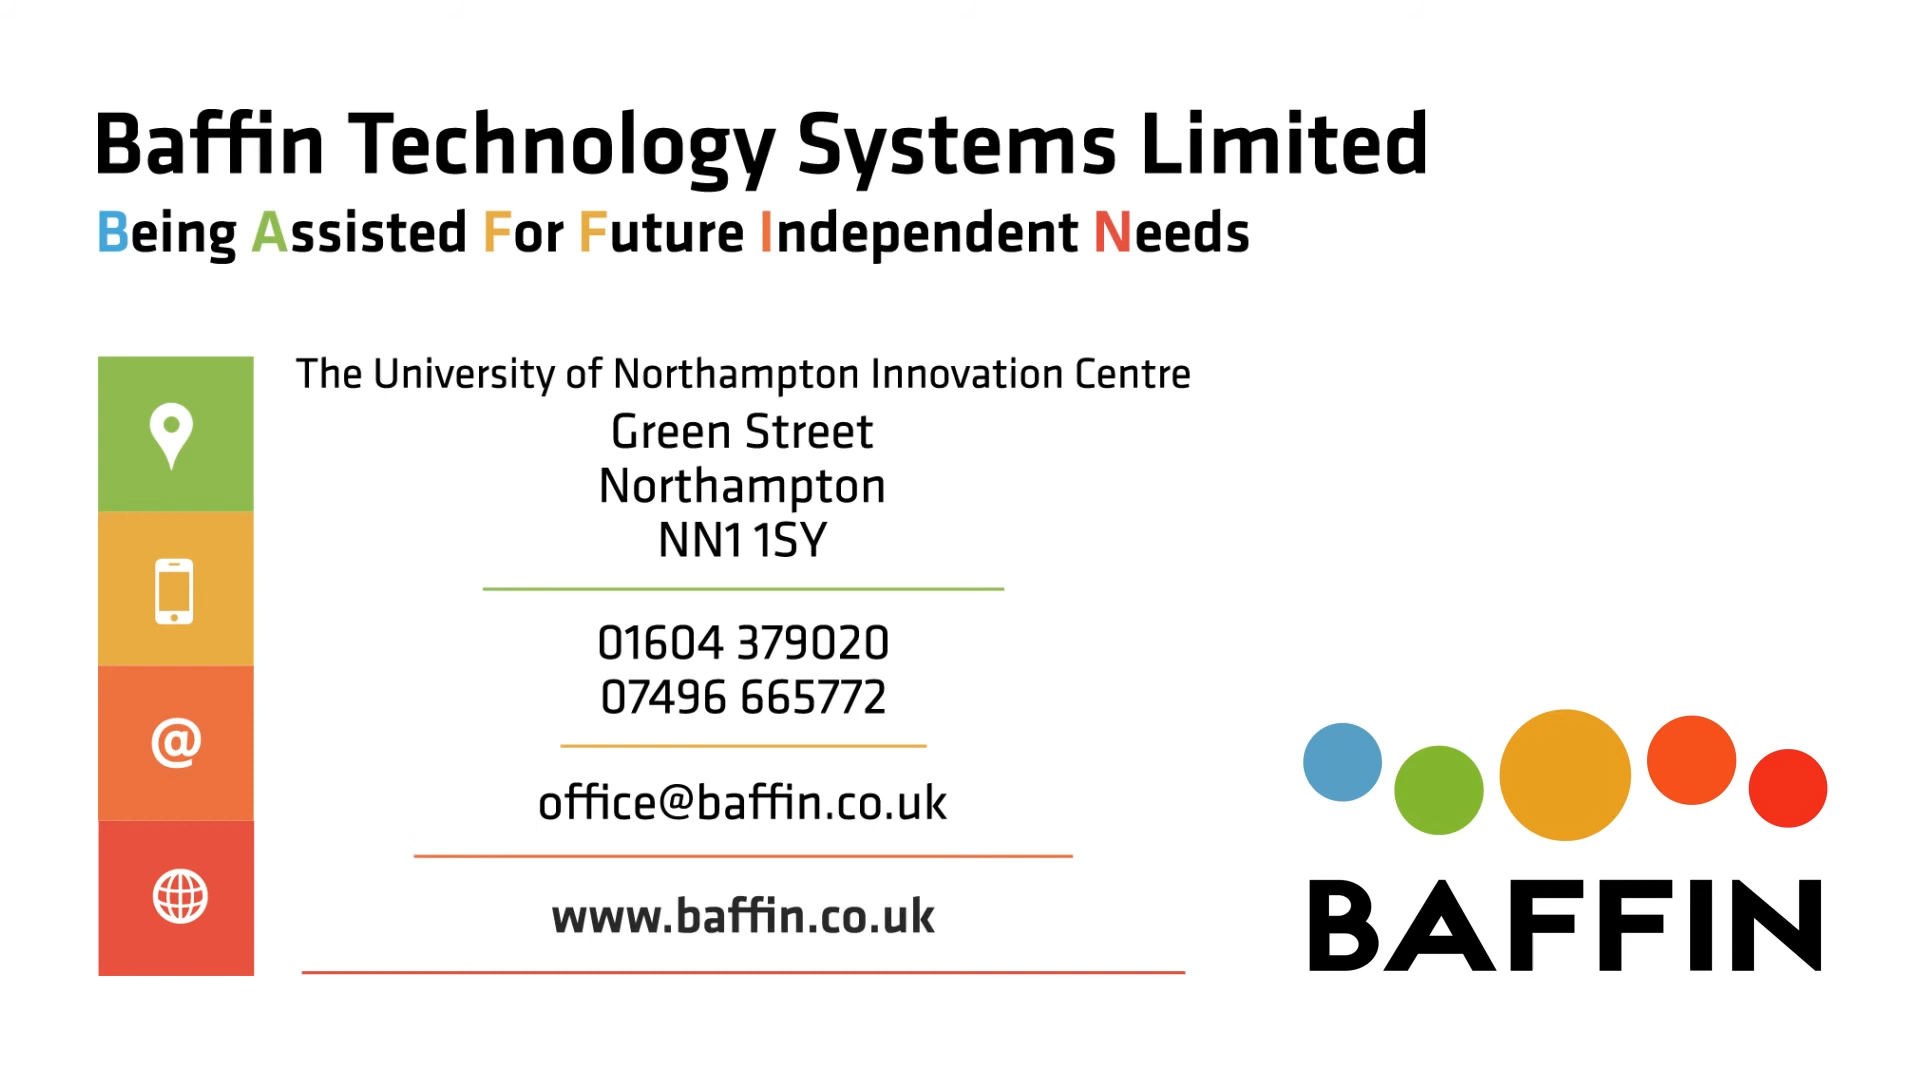 Baffin Technology Systems Limited
Being Assisted For Future Independent Needs
The University of Northampton Innovation Centre
Green Street
Northampton
NN1 1SY
01604 379020
07496 665772
@
office@baffin.co.uk
www.baffin.co.uk
BAFFIN